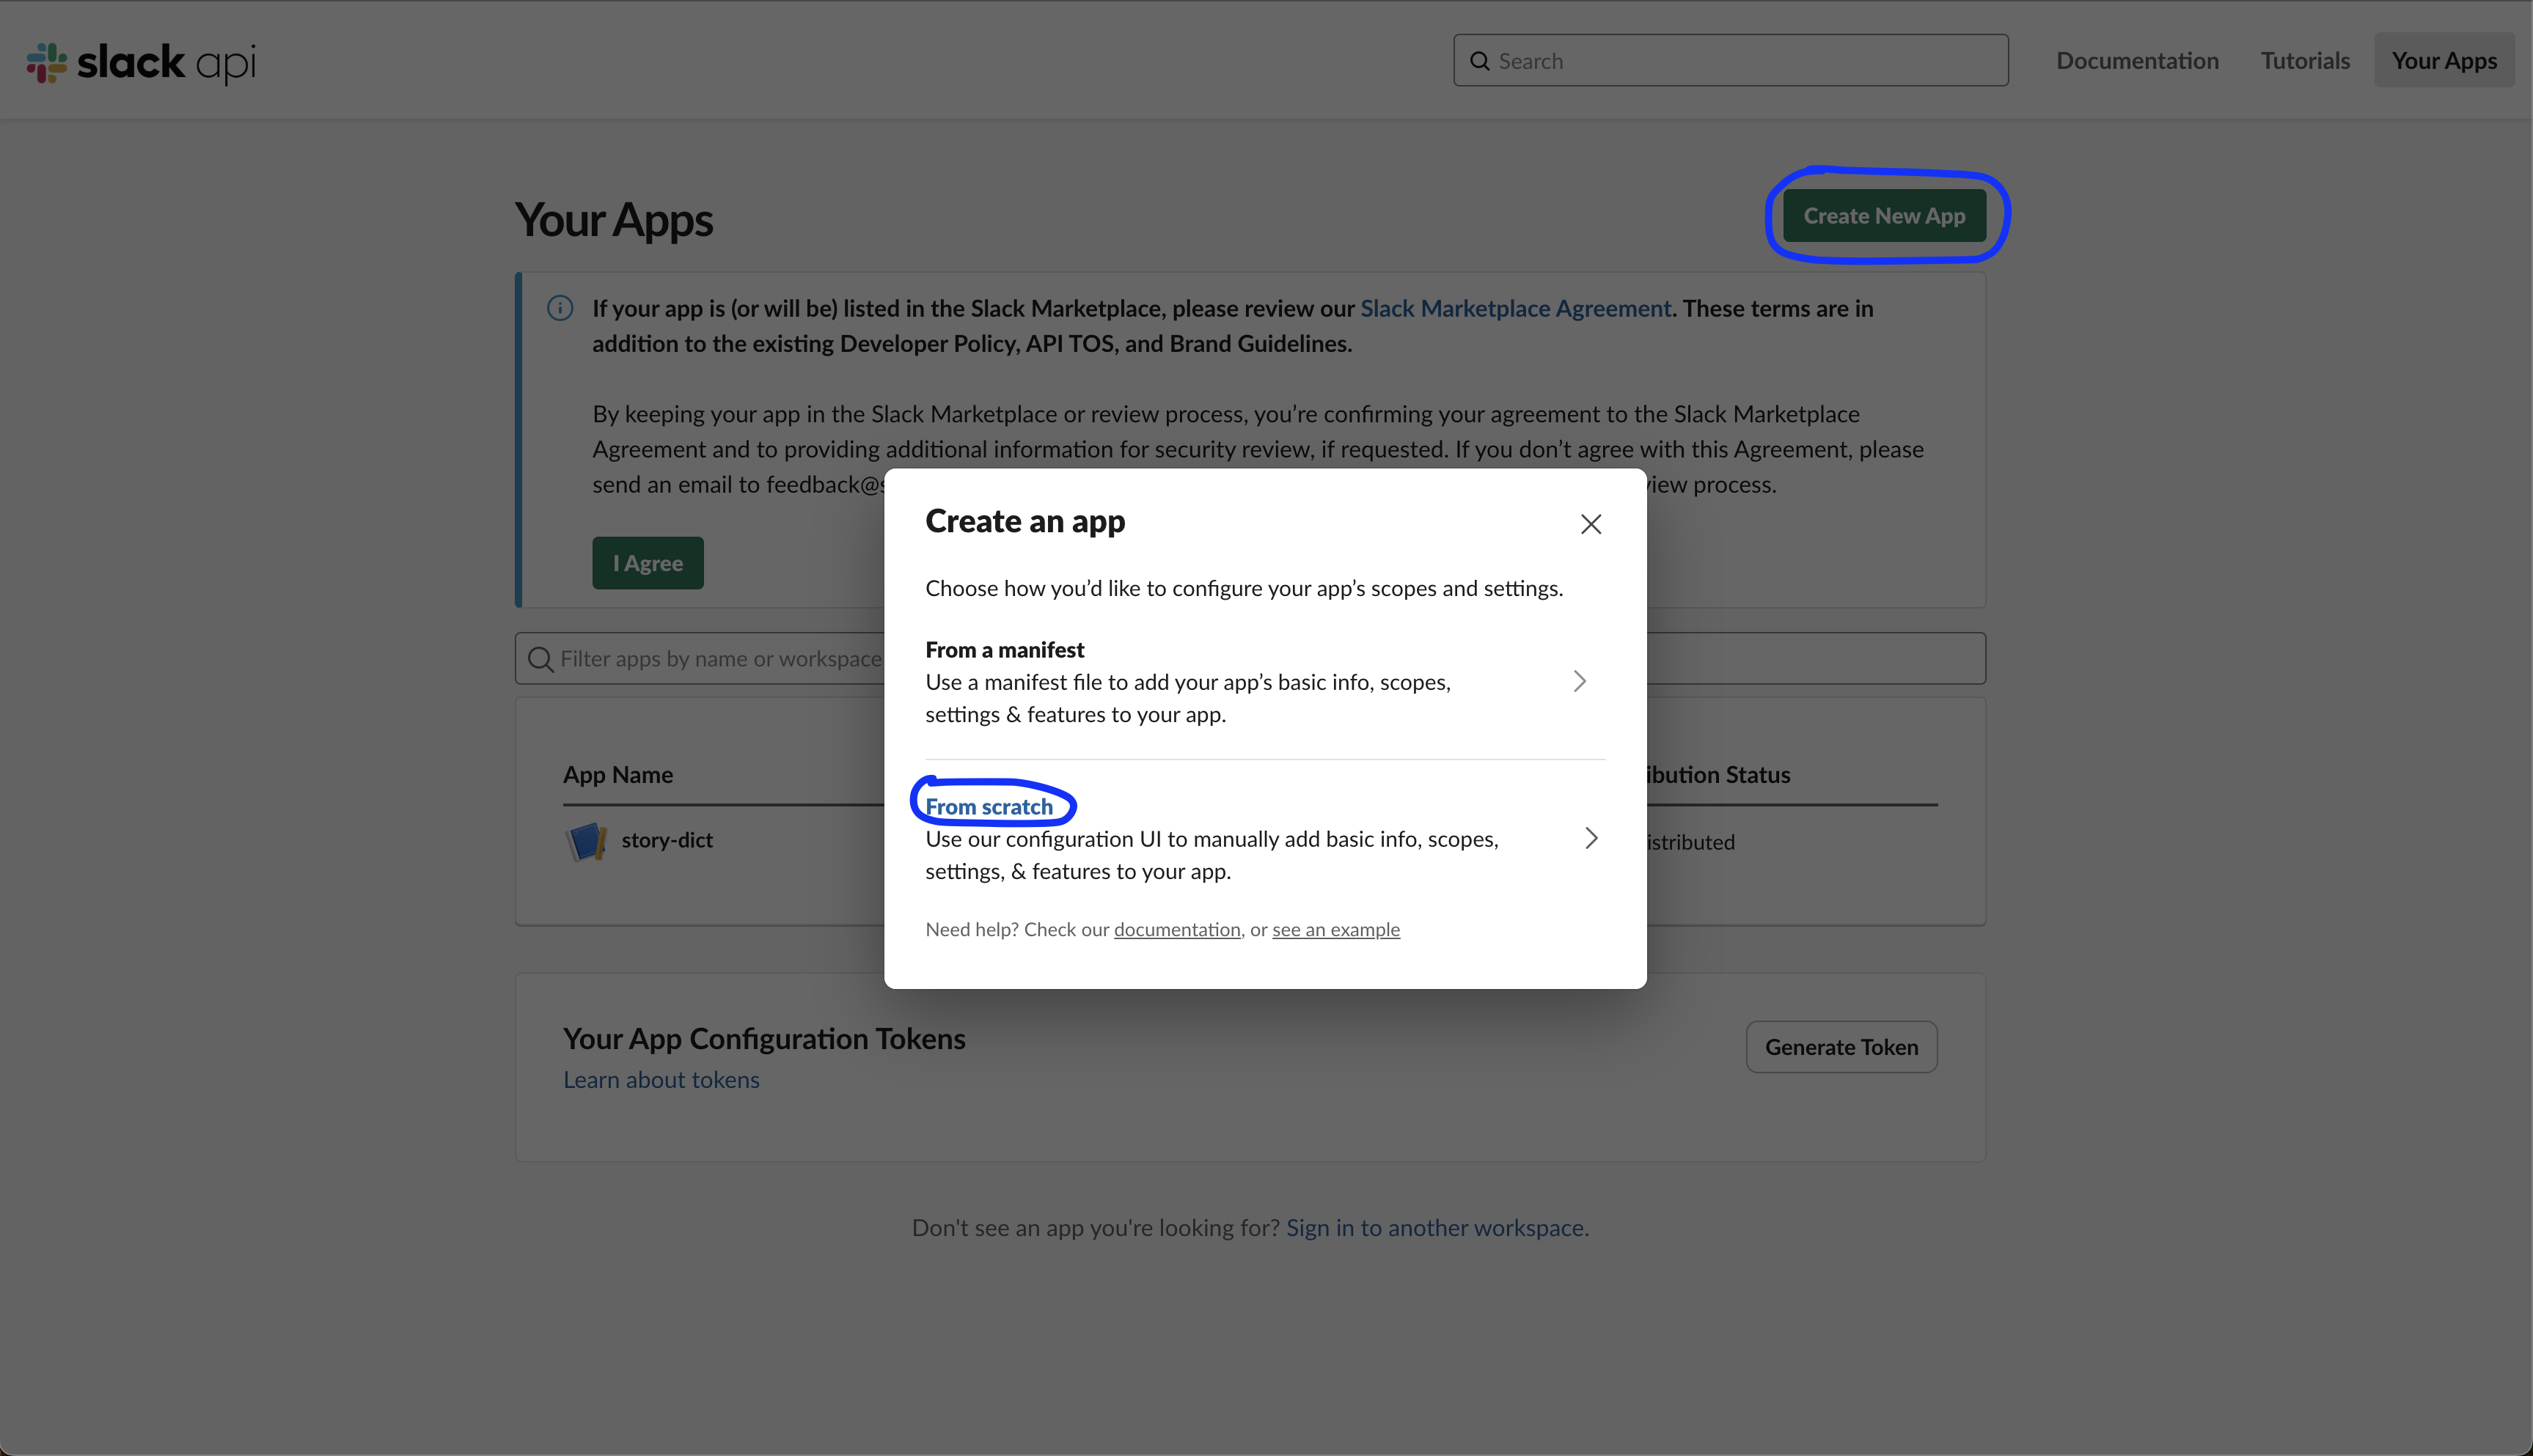 slack api
Search
Documentation
Tutorials
Your Apps
Your Apps
Create New App
If your app is (or will be) listed in the Slack Marketplace, please review our Slack Marketplace Agreement. These terms are in
addition to the existing Developer Policy, API TOS, and Brand Guidelines.
By keeping your app in the Slack Marketplace or review process, you’re confirming your agreement to the Slack Marketplace
Agreement and to providing additional information for security review, if requested. If you don’t agree with this Agreement, please
send an email to feedback@s
view process.
I Agree
Filter apps by name or workspace
App Name
ibution Status
story-dict
istributed
Create an app
Choose how you’d like to configure your app’s scopes and settings.
From a manifest
Use a manifest file to add your app’s basic info, scopes,
settings & features to your app.
From scratch
Use our configuration UI to manually add basic info, scopes,
settings, & features to your app.
Need help? Check our documentation, or see an example
Your App Configuration Tokens
Learn about tokens
Generate Token
Don't see an app you're looking for? Sign in to another workspace.